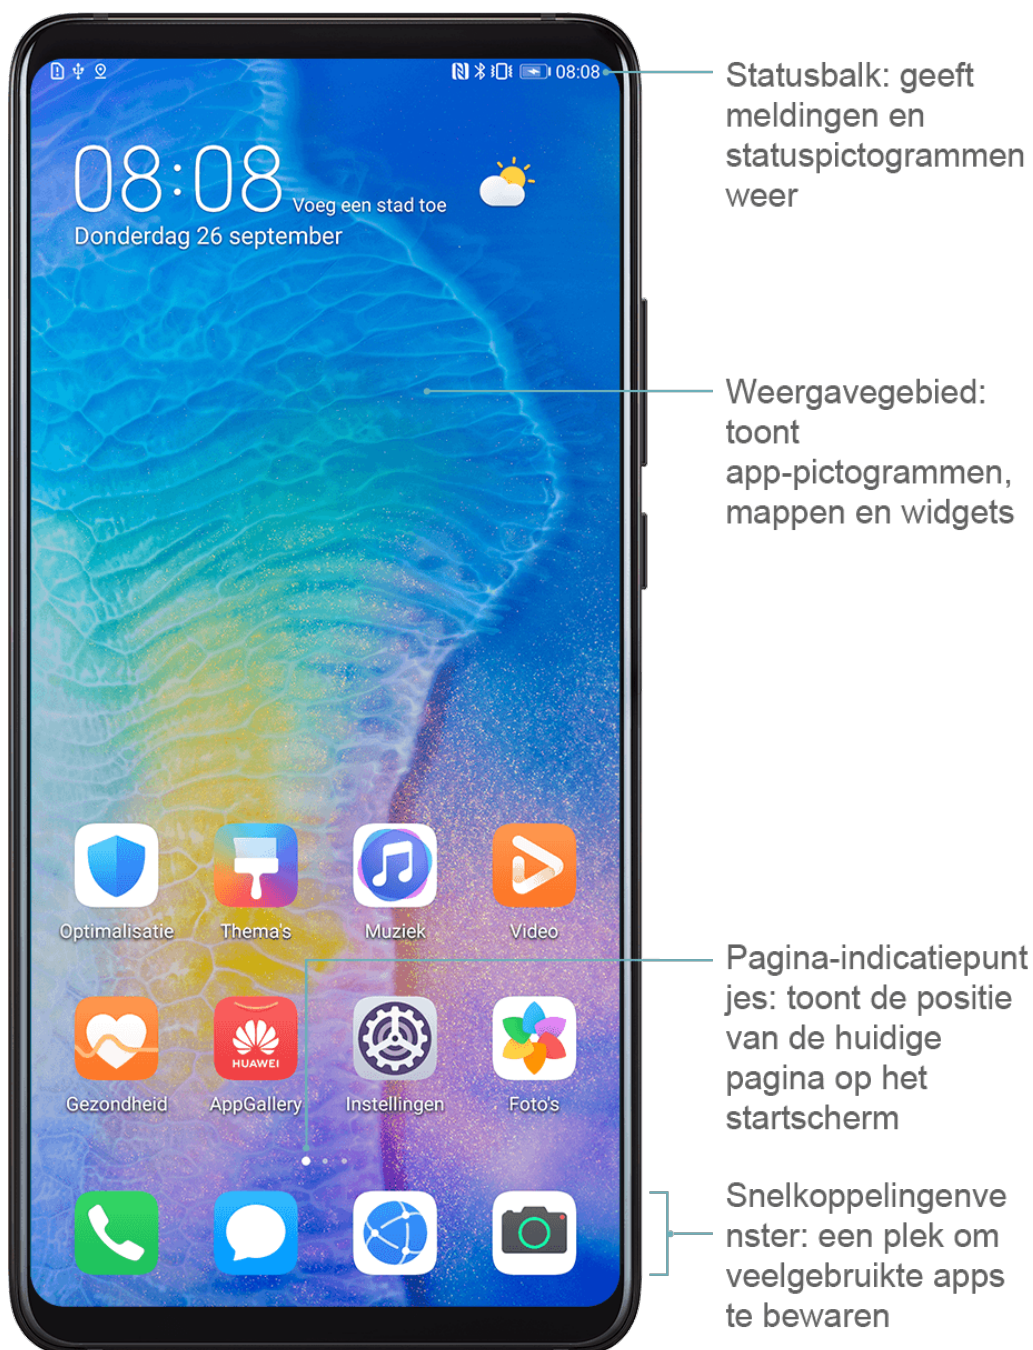 08:08
Statusbalk: geeft
meldingen en
statuspictogrammen
weer
08:08 Voeg een stad toe
Donderdag 26 september
Weergavegebied:
toont
app-pictogrammen,
mappen en widgets
Optimalisatie Thema's Muziek Video
Pagina-indicatiepunt
jes: toont de positie
van de huidige
pagina op het
startscherm
HUAWEI
Gezondheid AppGallery Instellingen Foto's
Snelkoppelingenve
nster: een plek om
veelgebruikte apps
te bewaren